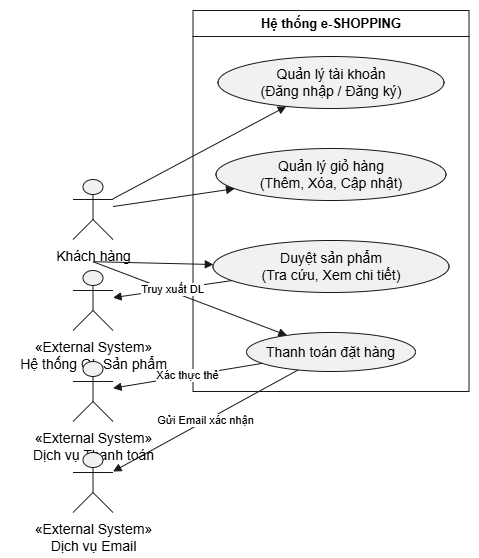 Hệ thống e-SHOPPING
Quản lý tài khoản
(Đăng nhập / Đăng ký)
Quản lý giỏ hàng
(Thêm, Xóa, Cập nhật)
Khách hàng
Duyệt sản phẩm
(Tra cứu, Xem chi tiết)
Truy xuất DL
«External System»
Hệ thống Sản phẩm
Thanh toán đặt hàng
Xác thực thẻ
«External System»
Dịch vụ Thanh toán
Gửi Email xác nhận
«External System»
Dịch vụ Email